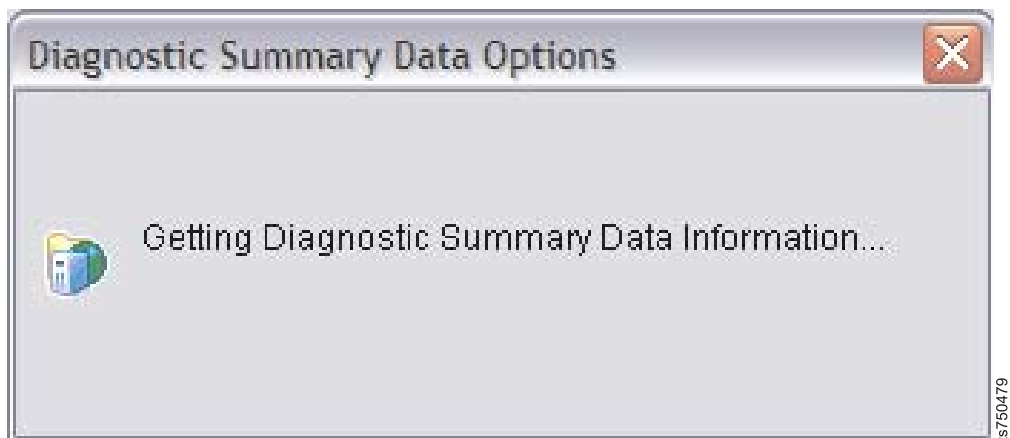 Diagnostic Summary Data Options
Getting Diagnostic Summary Data Information...
s750479